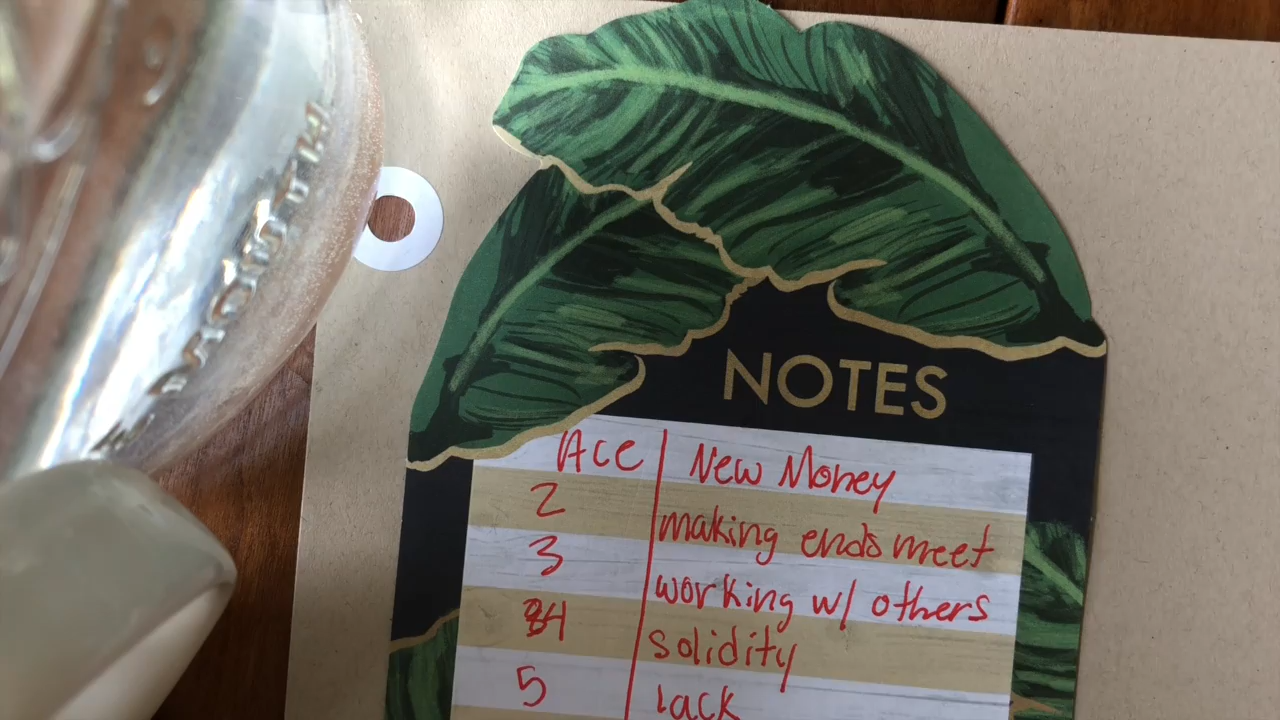 NOTES
Ace New Money
2 making ends meet
3 working w/ others
4 solidity
5 lack